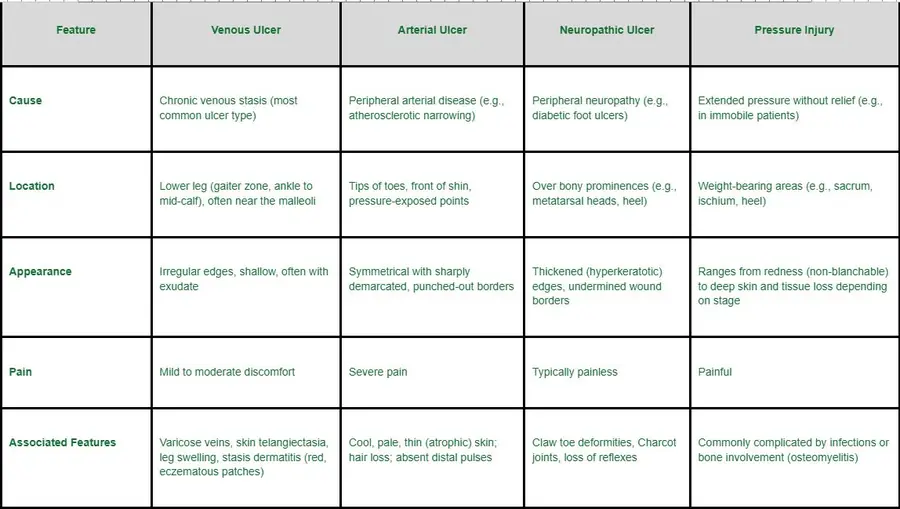 Feature
Venous Ulcer
Arterial Ulcer
Neuropathic Ulcer
Pressure Injury
Cause
Chronic venous stasis (most
common ulcer type)
Peripheral arterial disease (e.g.,
atherosclerotic narrowing)
Peripheral neuropathy (e.g.,
diabetic foot ulcers)
Extended pressure without relief (e.g.,
in immobile patients)
Location
Lower leg (gaiter zone, ankle to
mid-calf), often near the malleoli
Tips of toes, front of shin,
pressure-exposed points
Over bony prominences (e.g.,
metatarsal heads, heel)
Weight-bearing areas (e.g., sacrum,
ischium, heel)
Appearance
Irregular edges, shallow, often with
exudate
Symmetrical with sharply
demarcated, punched-out borders
Thickened (hyperkeratotic)
edges, undermined wound
borders
Ranges from redness (non-blanchable)
to deep skin and tissue loss depending
on stage
Pain
Mild to moderate discomfort
Severe pain
Typically painless
Painful
Associated Features
Varicose veins, skin telangiectasia,
leg swelling, stasis dermatitis (red,
eczematous patches)
Cool, pale, thin (atrophic) skin;
hair loss; absent distal pulses
Claw toe deformities, Charcot
joints, loss of reflexes
Commonly complicated by infections or
bone involvement (osteomyelitis)